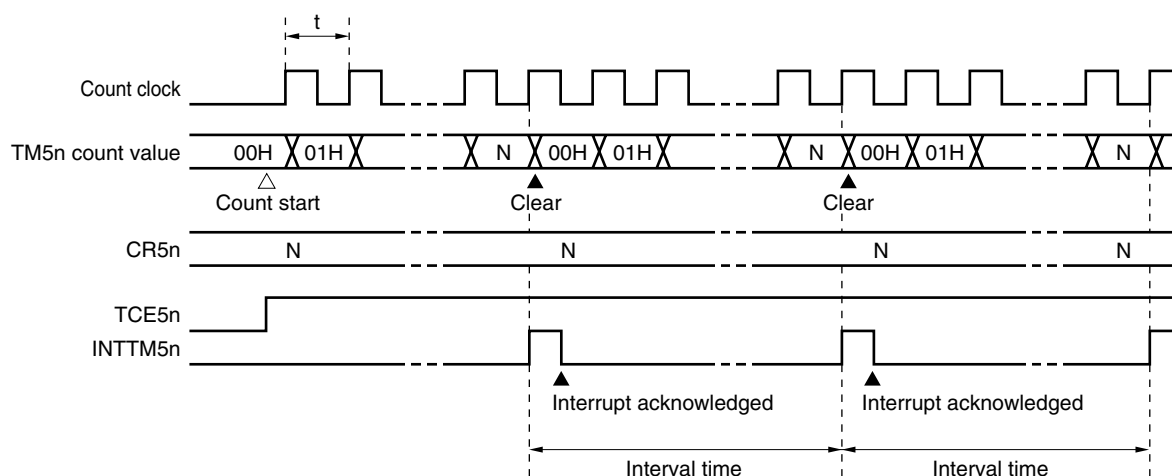 t
Count clock
TM5n count value 00H 01H N 00H 01H N 00H 01H N
Count start Clear Clear
CR5n N N N N
TCE5n
INTTM5n
Interrupt acknowledged Interrupt acknowledged
Interval time Interval time